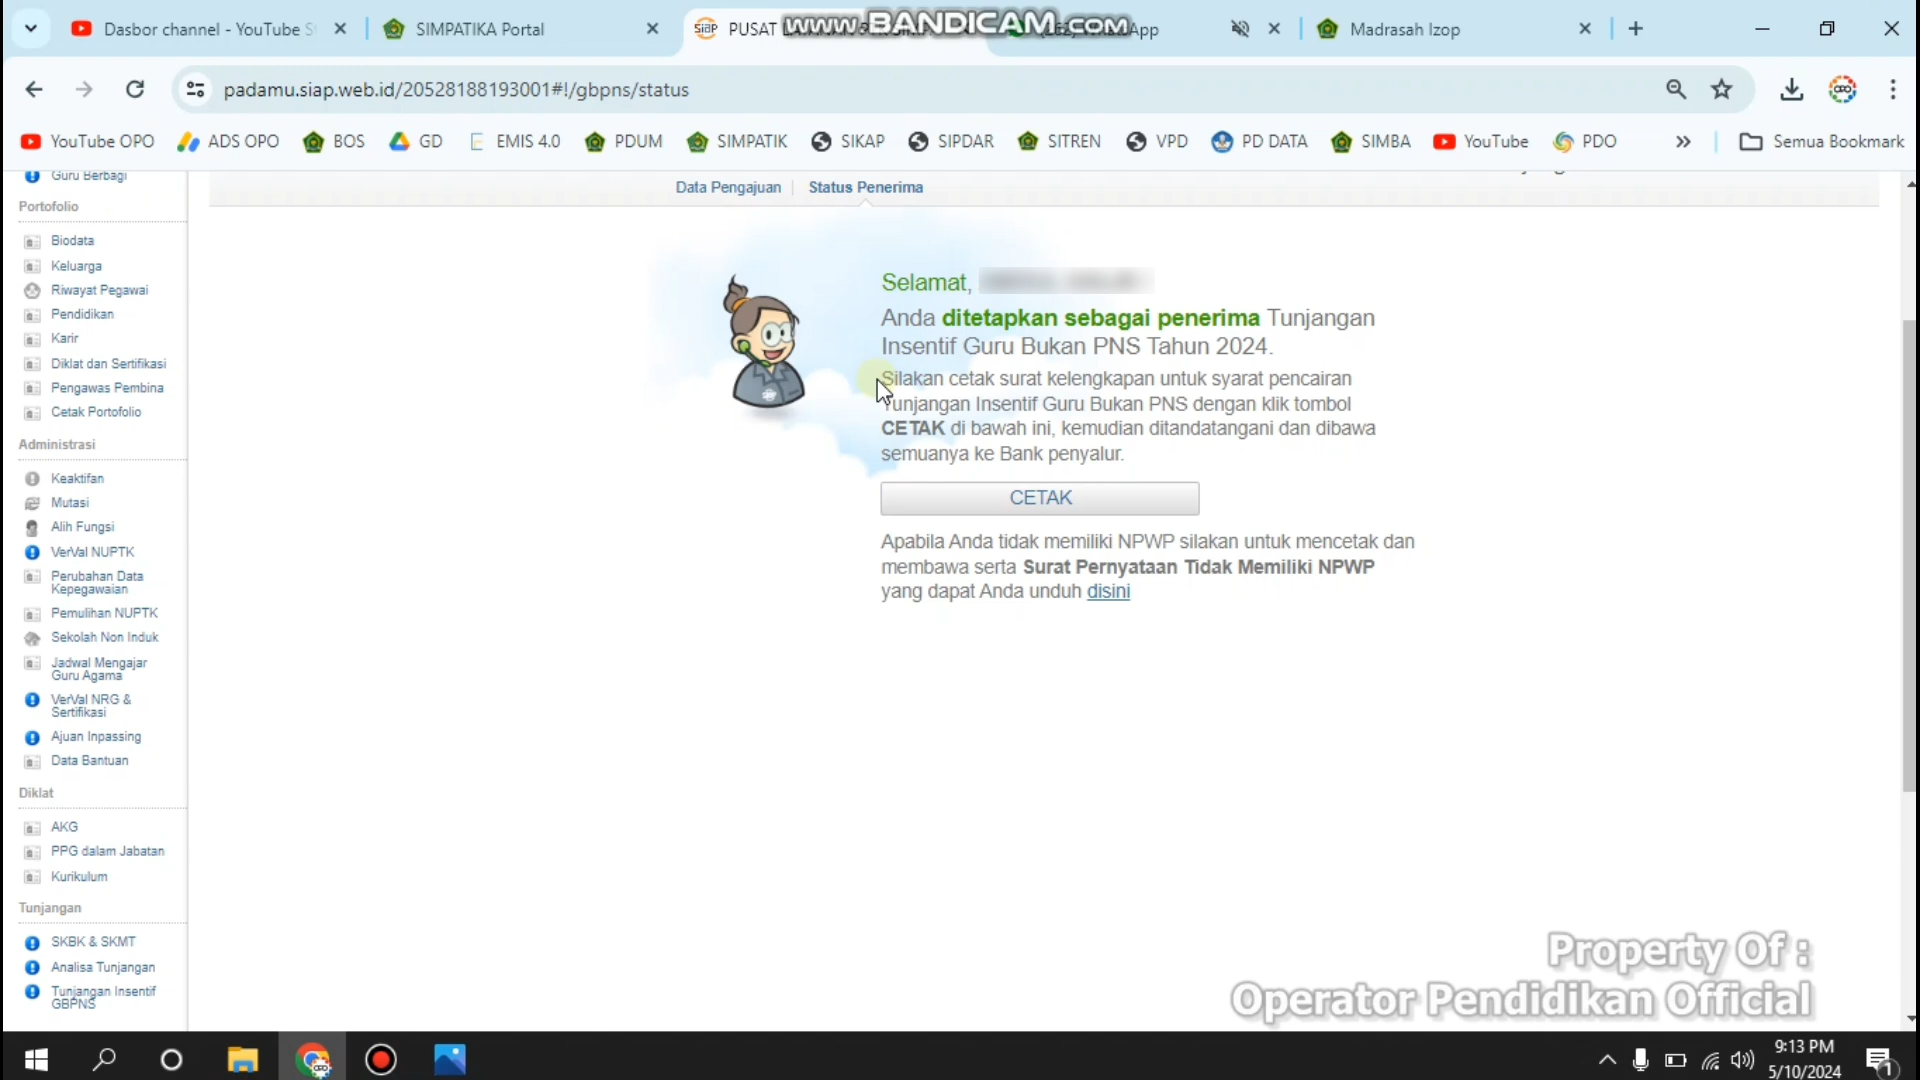 Dasbor channel - YouTube S
SIMPATIKA Portal
PUSAT
WhatsApp
Madrasah Izop
www.BANDICAM.com
padamu.siap.web.id/20528188193001#!/gbpns/status
YouTube OPO
ADS OPO
BOS
GD
EMIS 4.0
PDUM
SIMPATIK
SIKAP
SIPDAR
SITREN
VPD
PD DATA
SIMBA
YouTube
PDO
Semua Bookmark
Guru Berbagi
Portofolio
Biodata
Keluarga
Riwayat Pegawai
Pendidikan
Karir
Diklat dan Sertifikasi
Pengawas Pembina
Cetak Portofolio
Administrasi
Keaktifan
Mutasi
Alih Fungsi
VerVal NUPTK
Perubahan Data
Kepegawaian
Pemulihan NUPTK
Sekolah Non Induk
Jadwal Mengajar
Guru Agama
VerVal NRG &
Sertifikasi
Ajuan Inpassing
Data Bantuan
Diklat
AKG
PPG dalam Jabatan
Kurikulum
Tunjangan
SKBK & SKMT
Analisa Tunjangan
Tunjangan Insentif
GBPNS
Data Pengajuan
Status Penerima
Selamat,
Anda ditetapkan sebagai penerima Tunjangan
Insentif Guru Bukan PNS Tahun 2024.
Silakan cetak surat kelengkapan untuk syarat pencairan
Tunjangan Insentif Guru Bukan PNS dengan klik tombol
CETAK di bawah ini, kemudian ditandatangani dan dibawa
semuanya ke Bank penyalur.
CETAK
Apabila Anda tidak memiliki NPWP silakan untuk mencetak dan
membawa serta Surat Pernyataan Tidak Memiliki NPWP
yang dapat Anda unduh disini
Property Of :
Operator Pendidikan Official
9:13 PM
5/10/2024
1